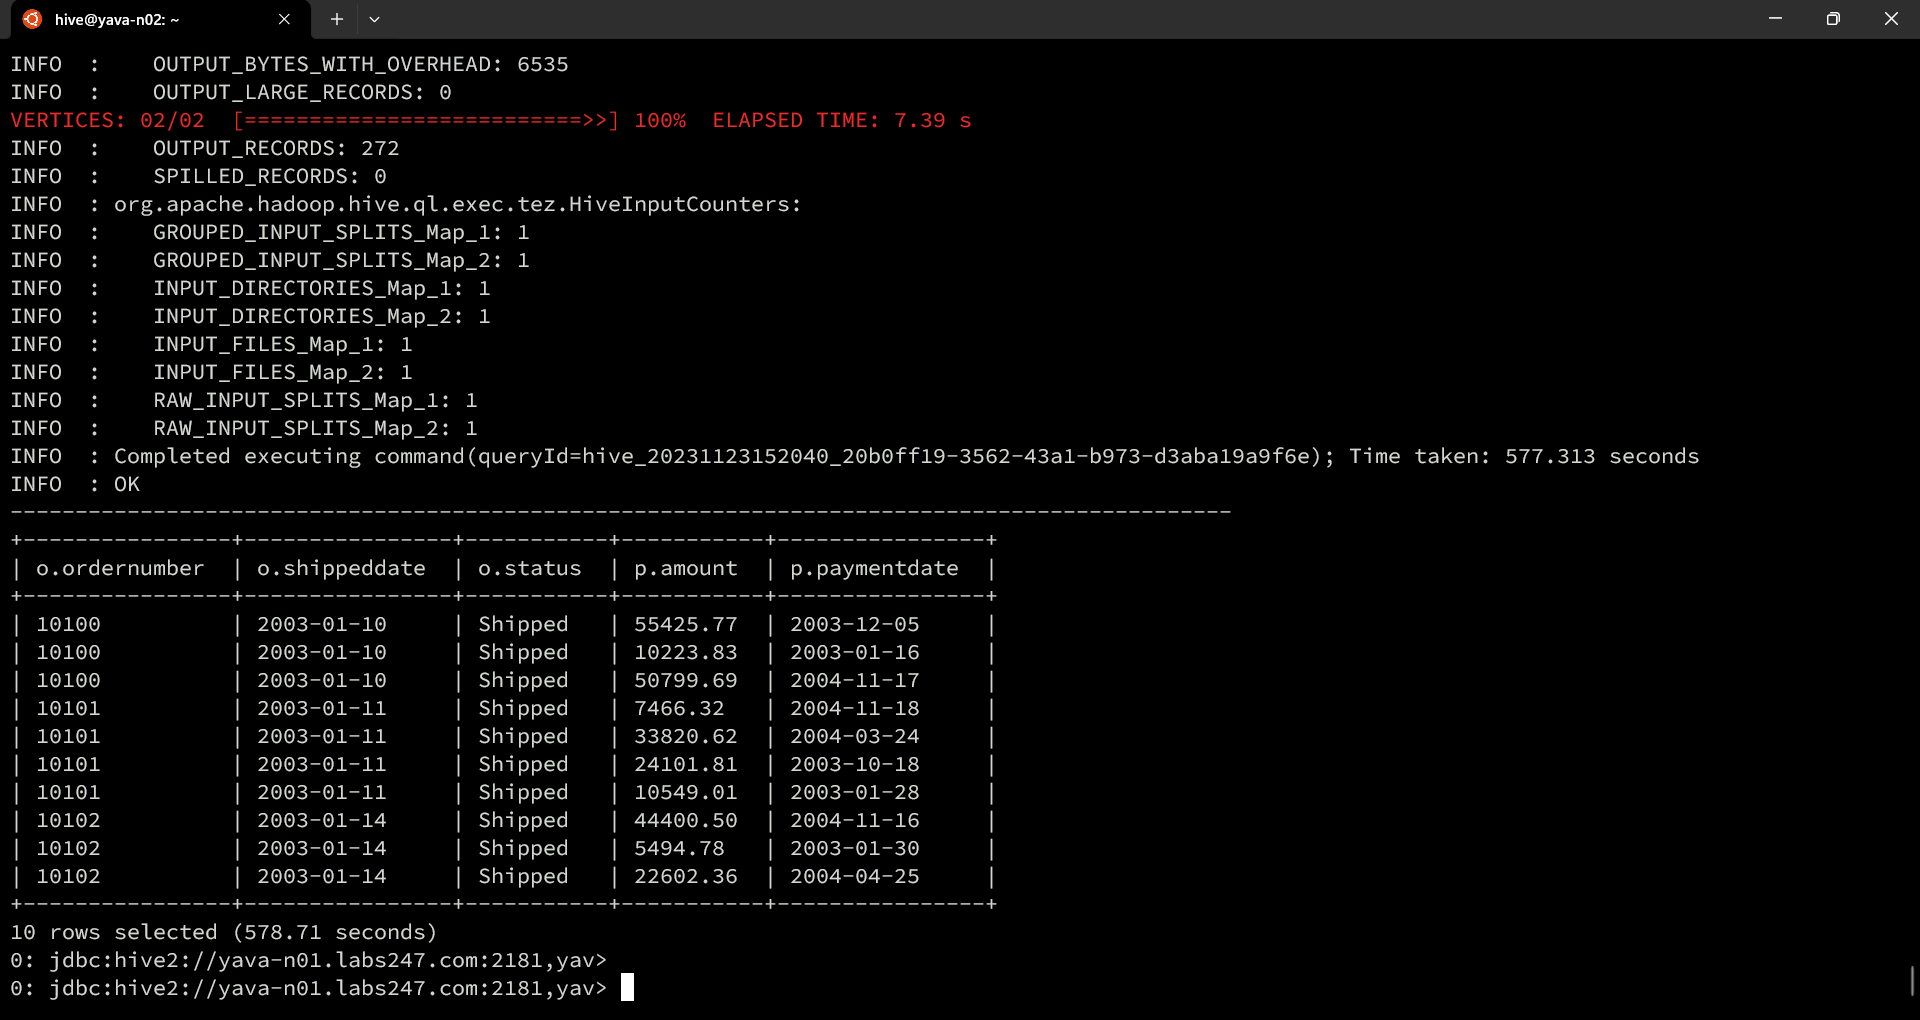 hive@yava-n02: ~
INFO  :    OUTPUT_BYTES_WITH_OVERHEAD: 6535
INFO  :    OUTPUT_LARGE_RECORDS: 0
VERTICES: 02/02  [==========================>>] 100%  ELAPSED TIME: 7.39 s
INFO  :    OUTPUT_RECORDS: 272
INFO  :    SPILLED_RECORDS: 0
INFO  : org.apache.hadoop.hive.ql.exec.tez.HiveInputCounters:
INFO  :    GROUPED_INPUT_SPLITS_Map_1: 1
INFO  :    GROUPED_INPUT_SPLITS_Map_2: 1
INFO  :    INPUT_DIRECTORIES_Map_1: 1
INFO  :    INPUT_DIRECTORIES_Map_2: 1
INFO  :    INPUT_FILES_Map_1: 1
INFO  :    INPUT_FILES_Map_2: 1
INFO  :    RAW_INPUT_SPLITS_Map_1: 1
INFO  :    RAW_INPUT_SPLITS_Map_2: 1
INFO  : Completed executing command(queryId=hive_20231123152040_20b0ff19-3562-43a1-b973-d3aba19a9f6e); Time taken: 577.313 seconds
INFO  : OK
----------------------------------------------------------------------------------------------
+----------------+----------------+-----------+-----------+----------------+
| o.ordernumber  | o.shippeddate  | o.status  | p.amount  | p.paymentdate  |
+----------------+----------------+-----------+-----------+----------------+
| 10100          | 2003-01-10     | Shipped   | 55425.77  | 2003-12-05     |
| 10100          | 2003-01-10     | Shipped   | 10223.83  | 2003-01-16     |
| 10100          | 2003-01-10     | Shipped   | 50799.69  | 2004-11-17     |
| 10101          | 2003-01-11     | Shipped   | 7466.32   | 2004-11-18     |
| 10101          | 2003-01-11     | Shipped   | 33820.62  | 2004-03-24     |
| 10101          | 2003-01-11     | Shipped   | 24101.81  | 2003-10-18     |
| 10101          | 2003-01-11     | Shipped   | 10549.01  | 2003-01-28     |
| 10102          | 2003-01-14     | Shipped   | 44400.50  | 2004-11-16     |
| 10102          | 2003-01-14     | Shipped   | 5494.78   | 2003-01-30     |
| 10102          | 2003-01-14     | Shipped   | 22602.36  | 2004-04-25     |
+----------------+----------------+-----------+-----------+----------------+
10 rows selected (578.71 seconds)
0: jdbc:hive2://yava-n01.labs247.com:2181,yav>
0: jdbc:hive2://yava-n01.labs247.com:2181,yav>